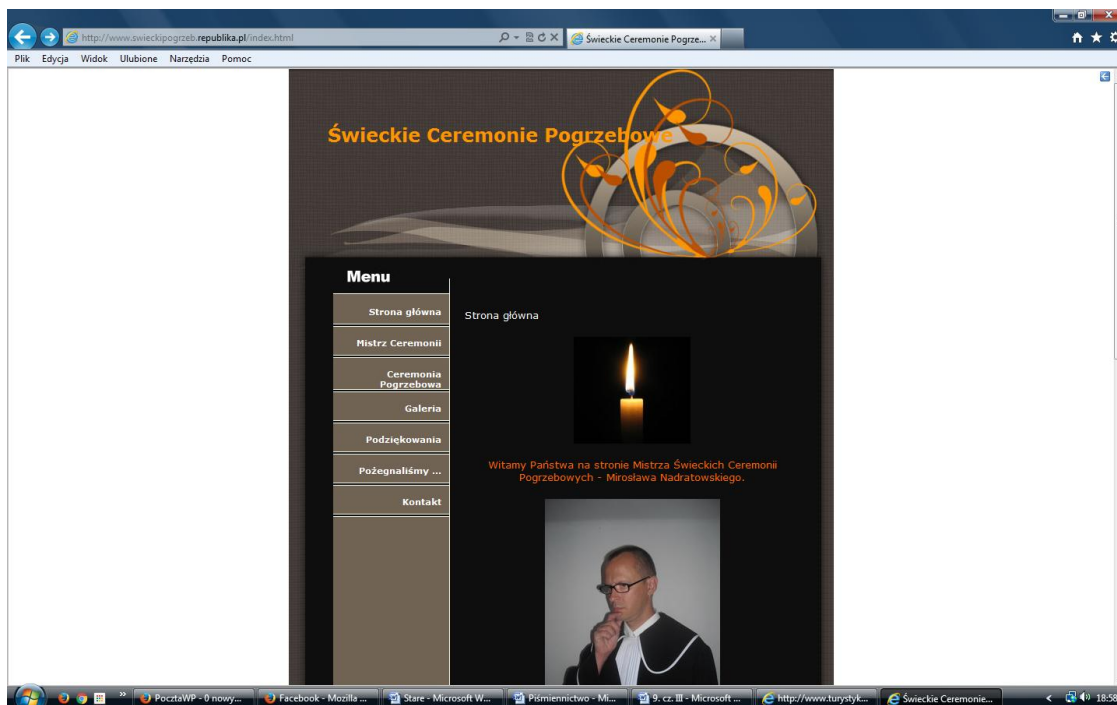 http://www.swieckipogrzeb.republika.pl/index.html
Świeckie Ceremonie Pogrze...
Plik Edycja Widok Ulubione Narzędzia Pomoc
Świeckie Ceremonie Pogrzebowe
Menu
Strona główna
Mistrz Ceremonii
Ceremonia
Pogrzebowa
Galeria
Podziękowania
Pożegnaliśmy ...
Kontakt
Strona główna
Witamy Państwa na stronie Mistrza Świeckich Ceremonii
Pogrzebowych - Mirosława Nadratowskiego.
PocztaWP - 0 nowy... Facebook - Mozilla ... Stare - Microsoft W... Piśmiennictwo - Mi... 9. cz. III - Microsoft ... http://www.turystyk... Świeckie Ceremonie... 18:58